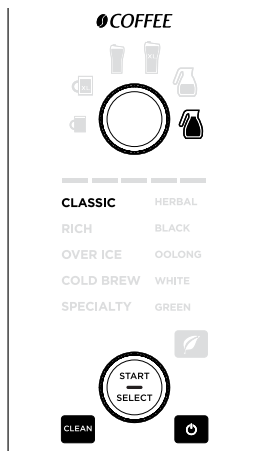 COFFEE
CLASSIC HERBAL
RICH BLACK
OVER ICE OOLONG
COLD BREW WHITE
SPECIALTY GREEN
START
SELECT
CLEAN